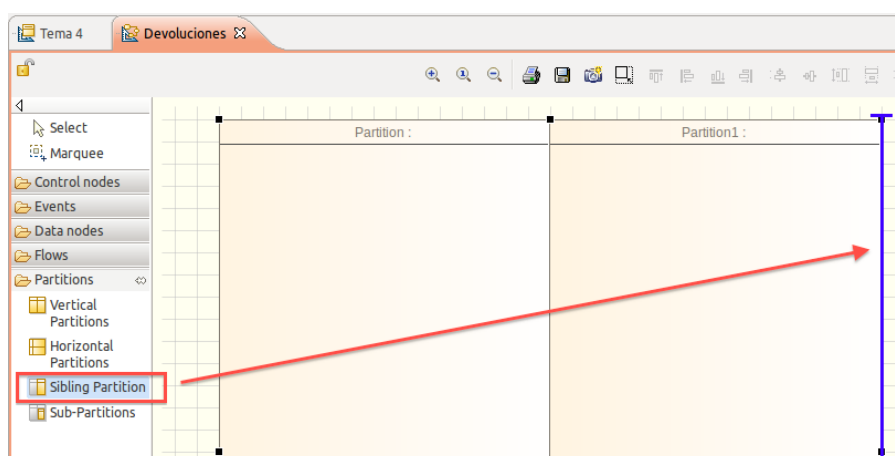 Tema 4
Devoluciones
Select
Marquee
Control nodes
Events
Data nodes
Flows
Partitions
Vertical
Partitions
Horizontal
Partitions
Sibling Partition
Sub-Partitions
Partition :
Partition1 :